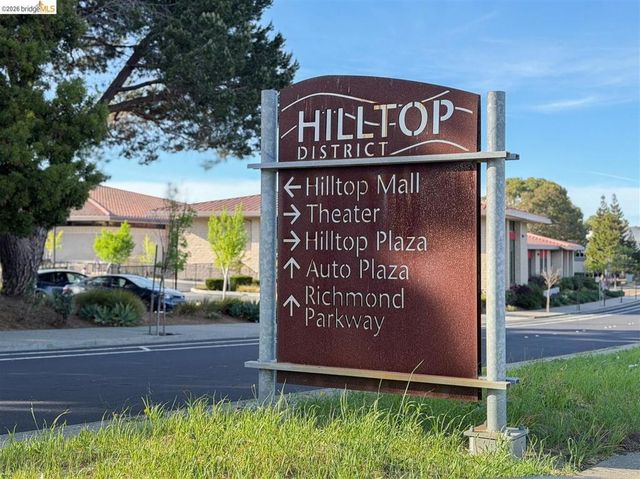 ©2026 bridgeMLS
HILLTOP
DISTRICT
← Hilltop Mall
→ Theater
→ Hilltop Plaza
↑ Auto Plaza
↑ Richmond
Parkway